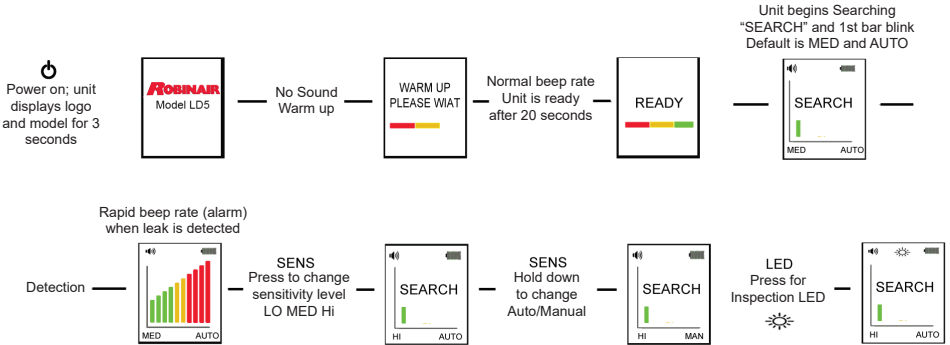 Power on; unit
displays logo
and model for 3
seconds
ROBINAIR
Model LD5
No Sound
Warm up
WARM UP
PLEASE WIAT
Normal beep rate
Unit is ready
after 20 seconds
READY
Unit begins Searching
“SEARCH” and 1st bar blink
Default is MED and AUTO
SEARCH
MED AUTO
Detection
Rapid beep rate (alarm)
when leak is detected
MED AUTO
SENS
Press to change
sensitivity level
LO MED Hi
SEARCH
HI AUTO
SENS
Hold down
to change
Auto/Manual
SEARCH
HI MAN
LED
Press for
Inspection LED
SEARCH
HI AUTO